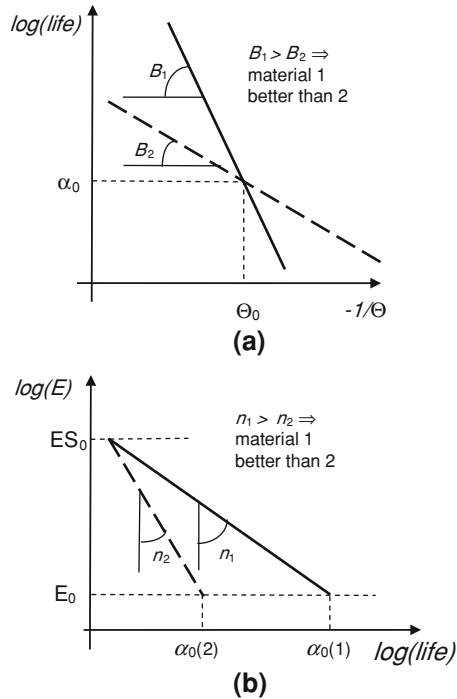 log(life)
B₁ > B₂ ⇒
material 1
better than 2
B₁
B₂
α₀
Θ₀
-1/Θ
(a)
log(E)
n₁ > n₂ ⇒
material 1
better than 2
ES₀
n₂
n₁
E₀
α₀(2)
α₀(1)
log(life)
(b)